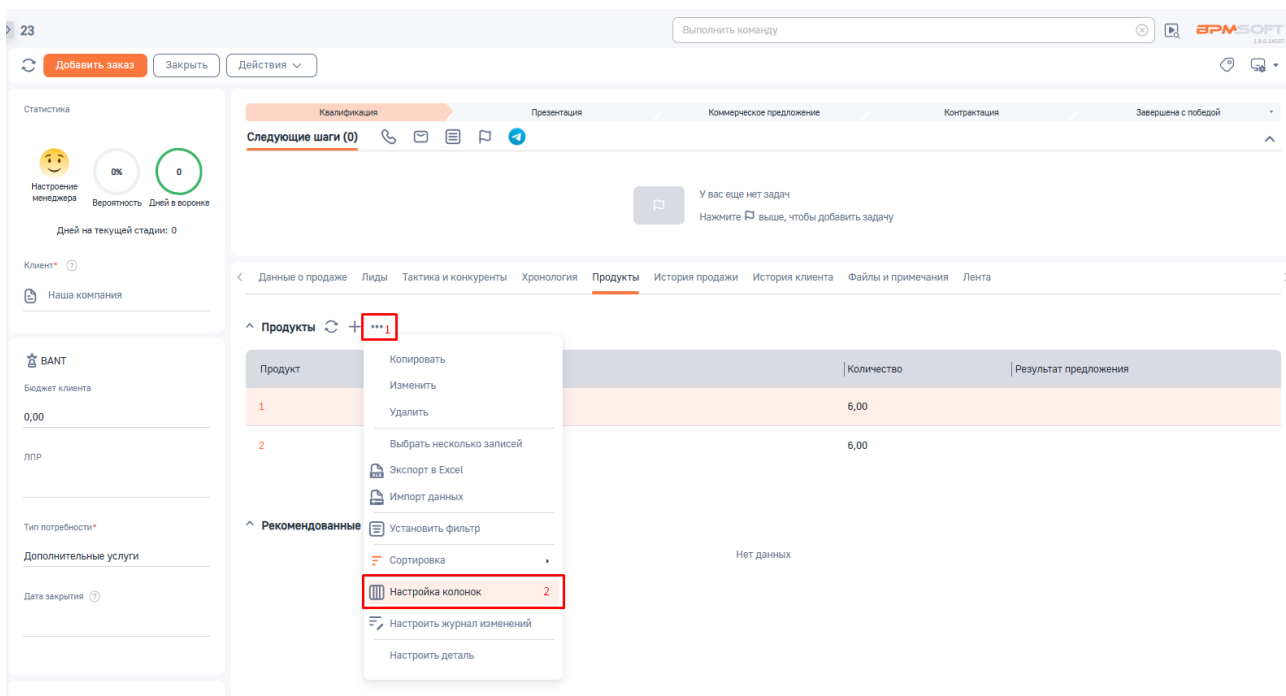 23
Выполнить команду
BPMSOFT
1.8.0.14107
Добавить заказ
Закрыть
Действия
Статистика
0%
0
Настроение менеджера
Вероятность
Дней в воронке
Дней на текущей стадии: 0
Клиент* ?
Наша компания
BANT
Бюджет клиента
0,00
ЛПР
Тип потребности*
Дополнительные услуги
Дата закрытия ?
Квалификация
Презентация
Коммерческое предложение
Контрактация
Завершена с победой
Следующие шаги (0)
У вас еще нет задач
Нажмите выше, чтобы добавить задачу
Данные о продаже
Лиды
Тактика и конкуренты
Хронология
Продукты
История продажи
История клиента
Файлы и примечания
Лента
Продукты
1
Продукт
Количество
Результат предложения
1
6,00
2
6,00
Копировать
Изменить
Удалить
Выбрать несколько записей
Экспорт в Excel
Импорт данных
Установить фильтр
Сортировка
Настройка колонок 2
Настроить журнал изменений
Настроить деталь
Рекомендованные
Нет данных